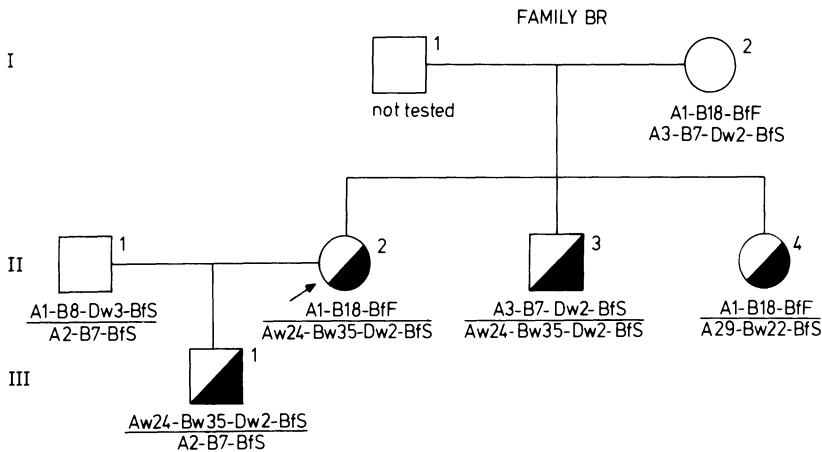 FAMILY BR
I
1
2
not tested
A1-B18-BfF
A3-B7-Dw2-BfS
II
1
2
3
4
A1-B8-Dw3-BfS
A2-B7-BfS
A1-B18-BfF
Aw24-Bw35-Dw2-BfS
A3-B7-Dw2-BfS
Aw24-Bw35-Dw2-BfS
A1-B18-BfF
A29-Bw22-BfS
III
1
Aw24-Bw35-Dw2-BfS
A2-B7-BfS